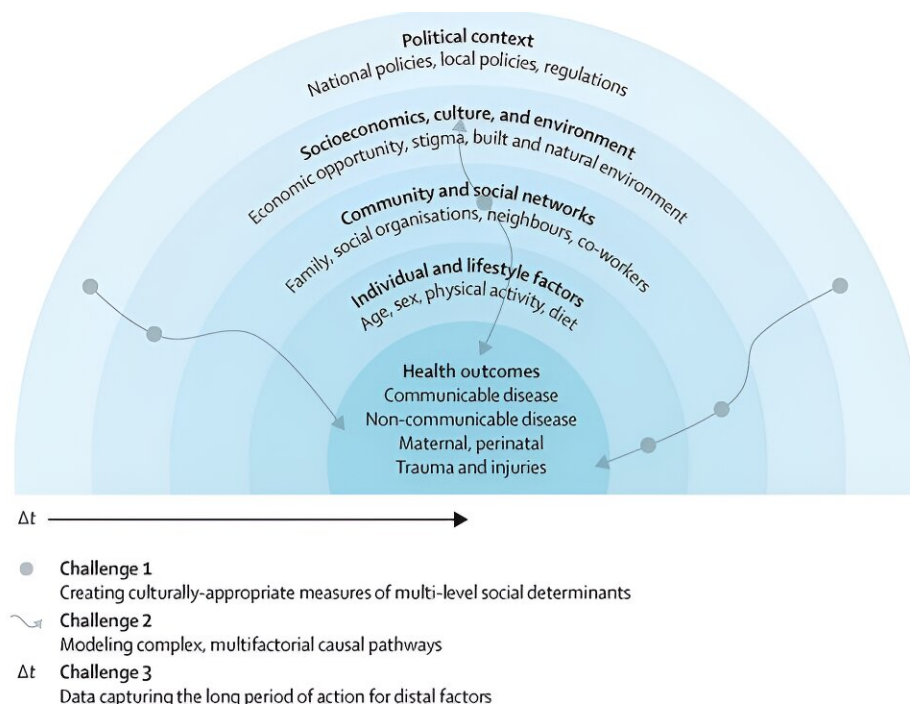 Political context
National policies, local policies, regulations
Socioeconomics, culture, and environment
Economic opportunity, stigma, built and natural environment
Community and social networks
Family, social organisations, neighbours, co-workers
Individual and lifestyle factors
Age, sex, physical activity, diet
Health outcomes
Communicable disease
Non-communicable disease
Maternal, perinatal
Trauma and injuries
Δt
Challenge 1
Creating culturally-appropriate measures of multi-level social determinants
Challenge 2
Modeling complex, multifactorial causal pathways
Δt Challenge 3
Data capturing the long period of action for distal factors